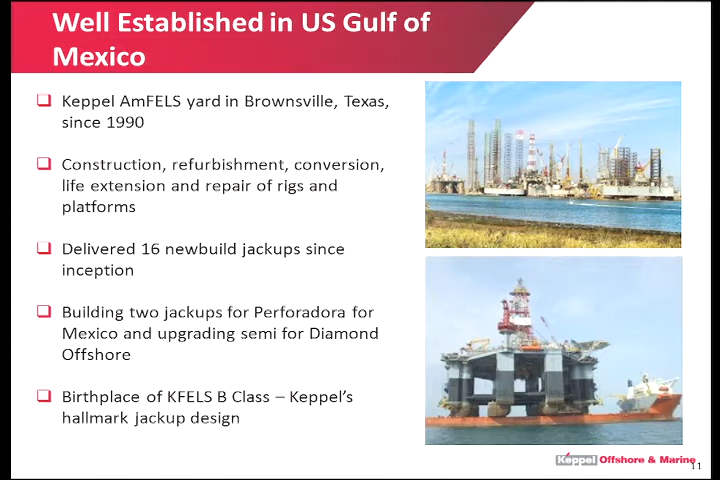 Well Established in US Gulf of
Mexico
Keppel AmFELS yard in Brownsville, Texas,
since 1990
Construction, refurbishment, conversion,
life extension and repair of rigs and
platforms
Delivered 16 newbuild jackups since
inception
Building two jackups for Perforadora for
Mexico and upgrading semi for Diamond
Offshore
Birthplace of KFELS B Class – Keppel’s
hallmark jackup design
Keppel Offshore & Marine
11